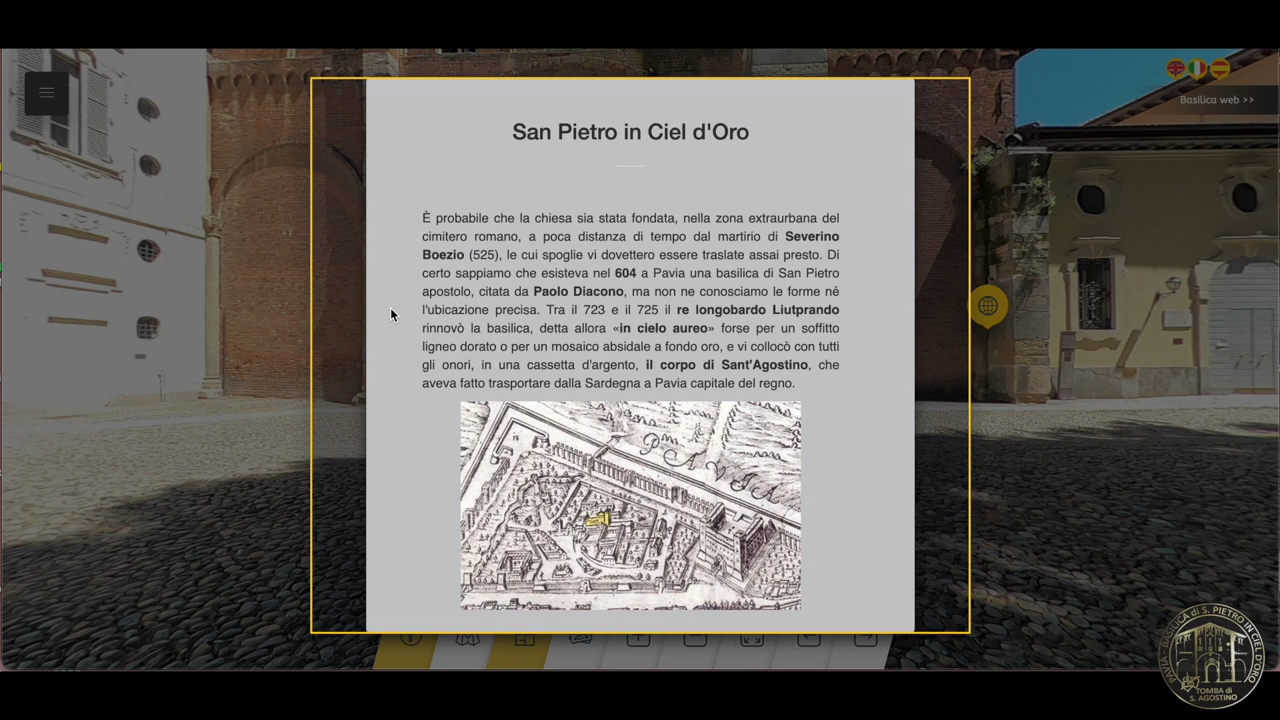 Basilica web >>
San Pietro in Ciel d'Oro
È probabile che la chiesa sia stata fondata, nella zona extraurbana del
cimitero romano, a poca distanza di tempo dal martirio di Severino
Boezio (525), le cui spoglie vi dovettero essere traslate assai presto. Di
certo sappiamo che esisteva nel 604 a Pavia una basilica di San Pietro
apostolo, citata da Paolo Diacono, ma non ne conosciamo le forme né
l'ubicazione precisa. Tra il 723 e il 725 il re longobardo Liutprando
rinnovò la basilica, detta allora «in cielo aureo» forse per un soffitto
ligneo dorato o per un mosaico absidale a fondo oro, e vi collocò con tutti
gli onori, in una cassetta d'argento, il corpo di Sant'Agostino, che
aveva fatto trasportare dalla Sardegna a Pavia capitale del regno.
PAVIA
PAVIA - BASILICA di S. PIETRO IN CIEL D'ORO
TOMBA di
S. AGOSTINO